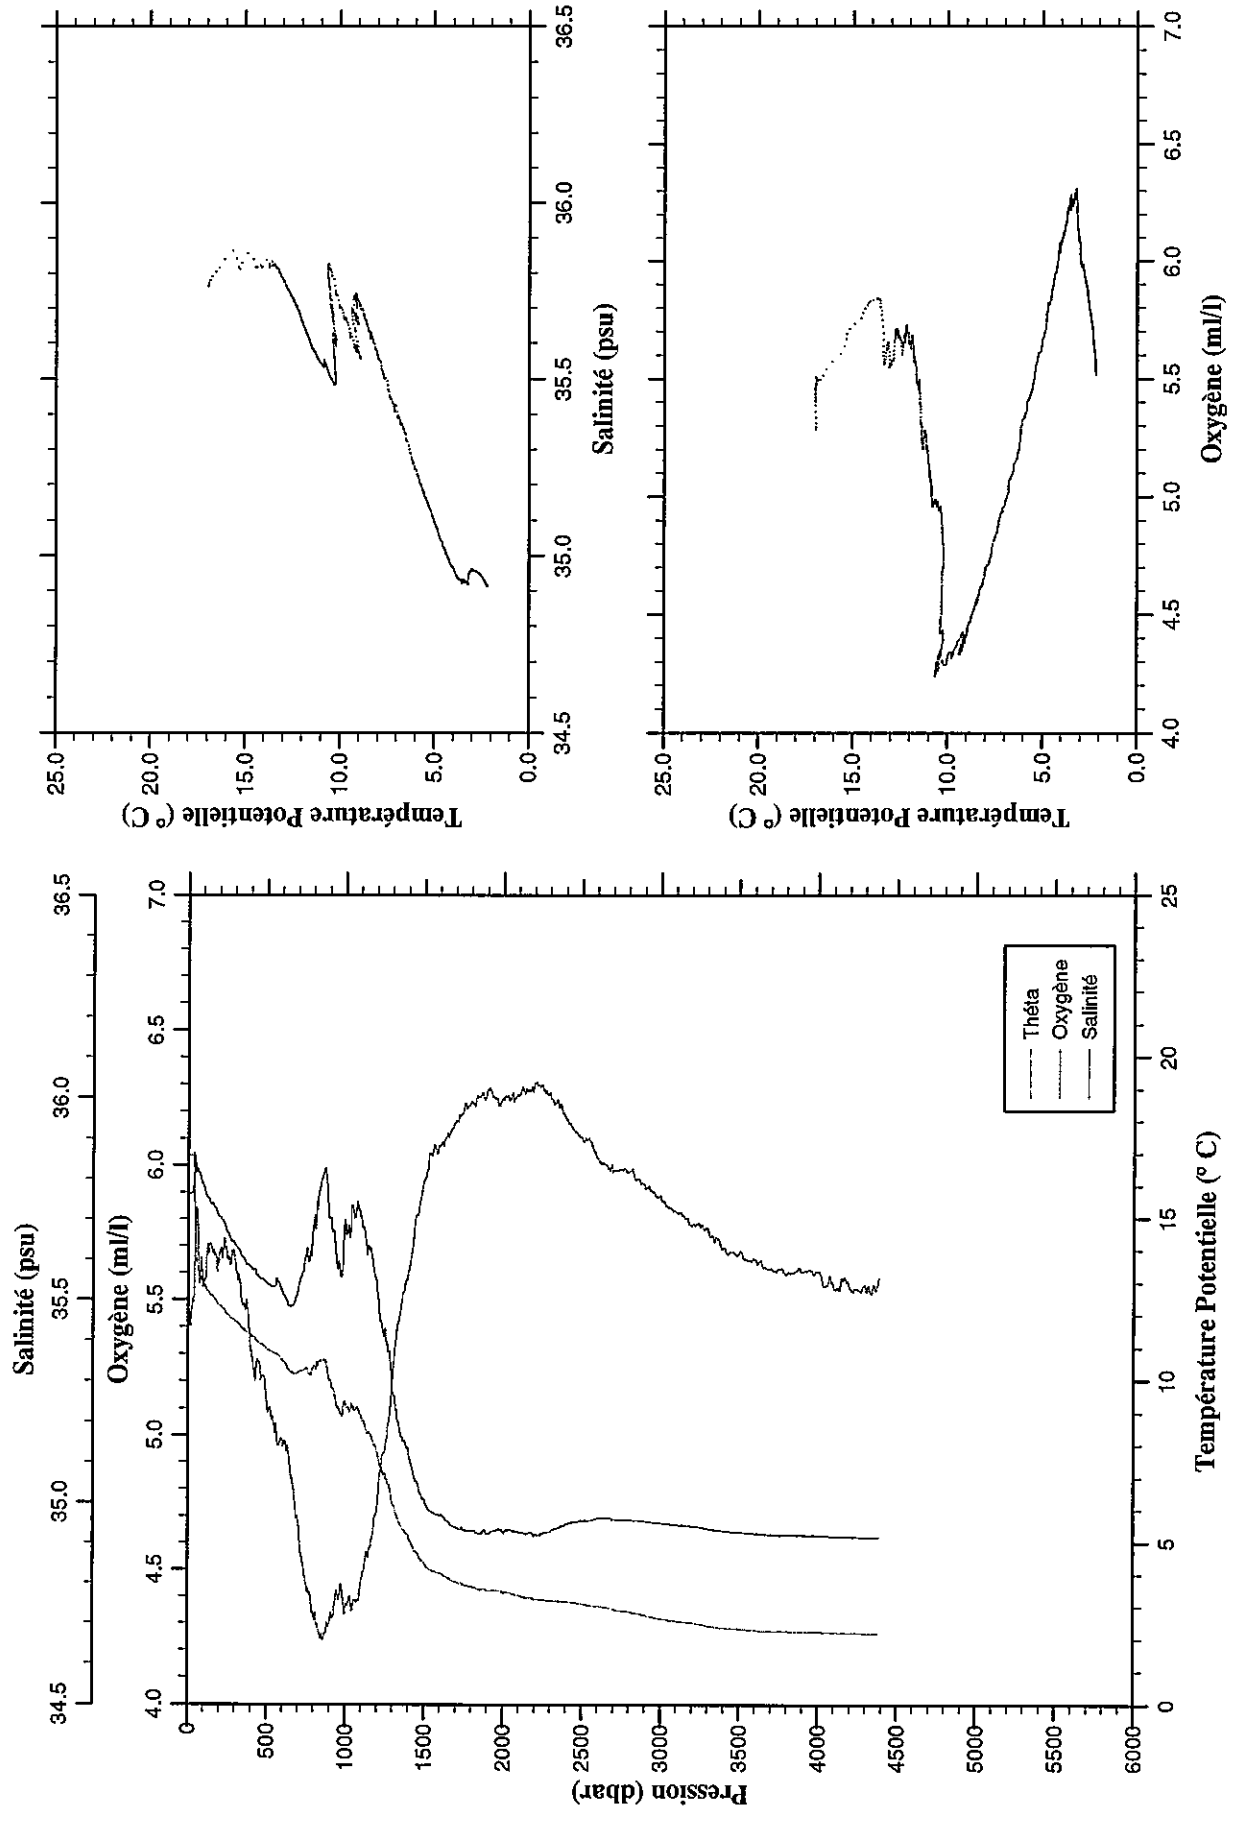 Salinité (psu)
34.5 35.0 35.5 36.0 36.5
Oxygène (ml/l)
4.0 4.5 5.0 5.5 6.0 6.5 7.0
Pression (dbar)
0
500
1000
1500
2000
2500
3000
3500
4000
4500
5000
5500
6000
Théta
Oxygène
Salinité
0 5 10 15 20 25
Température Potentielle (° C)
Température Potentielle (° C)
25.0
20.0
15.0
10.0
5.0
0.0
34.5 35.0 35.5 36.0 36.5
Salinité (psu)
Température Potentielle (° C)
25.0
20.0
15.0
10.0
5.0
0.0
4.0 4.5 5.0 5.5 6.0 6.5 7.0
Oxygène (ml/l)